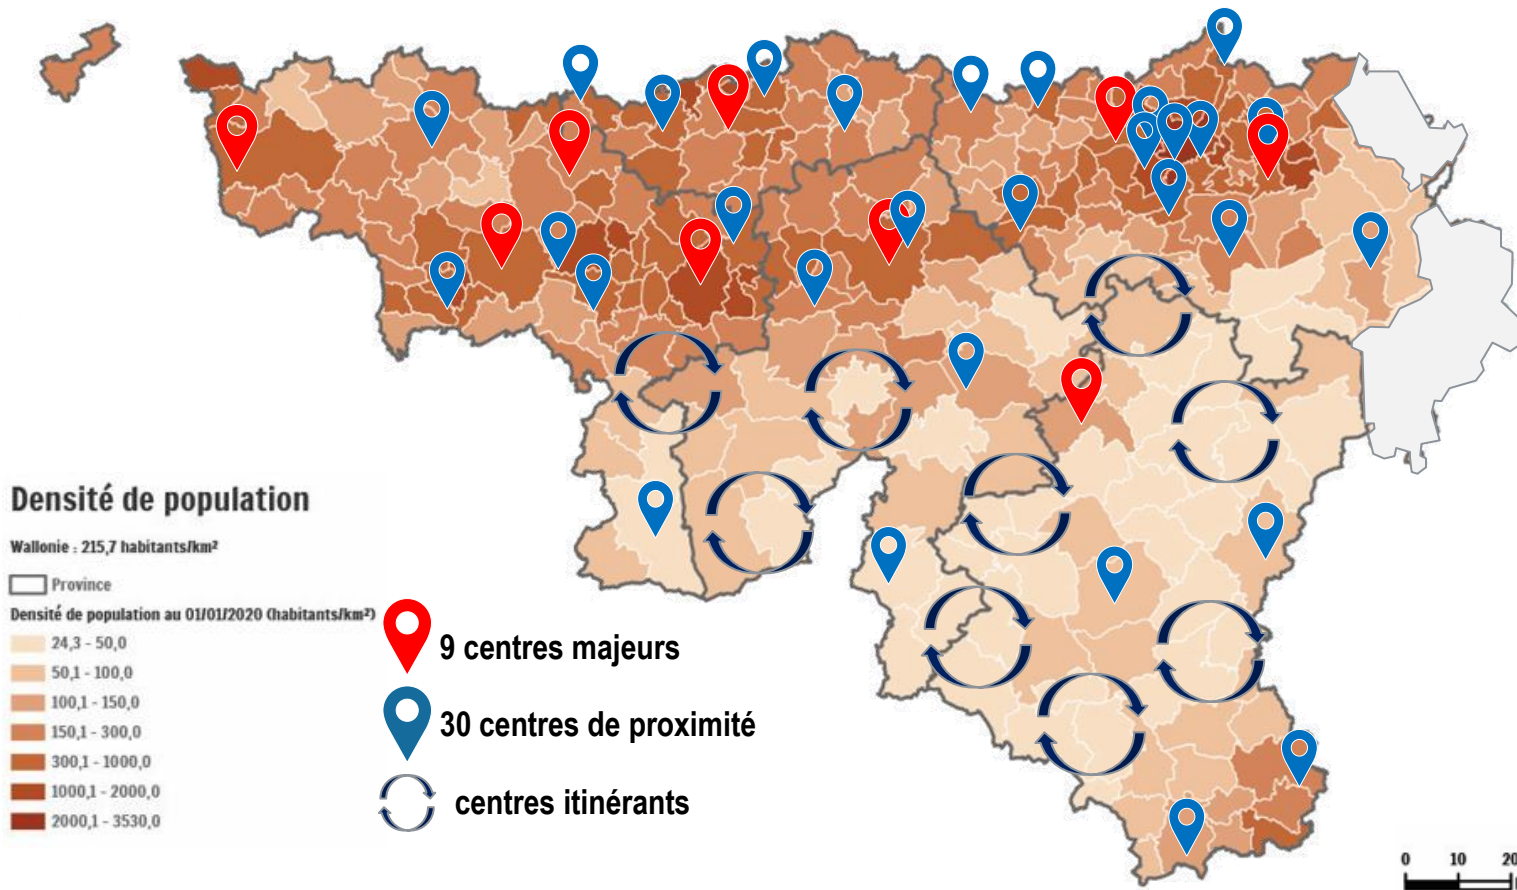 Densité de population
Wallonie : 215,7 habitants/km²
Province
Densité de population au 01/01/2020 (habitants/km²)
24,3 - 50,0
50,1 - 100,0
100,1 - 150,0
150,1 - 300,0
300,1 - 1000,0
1000,1 - 2000,0
2000,1 - 3530,0
9 centres majeurs
30 centres de proximité
centres itinérants
0 10 20